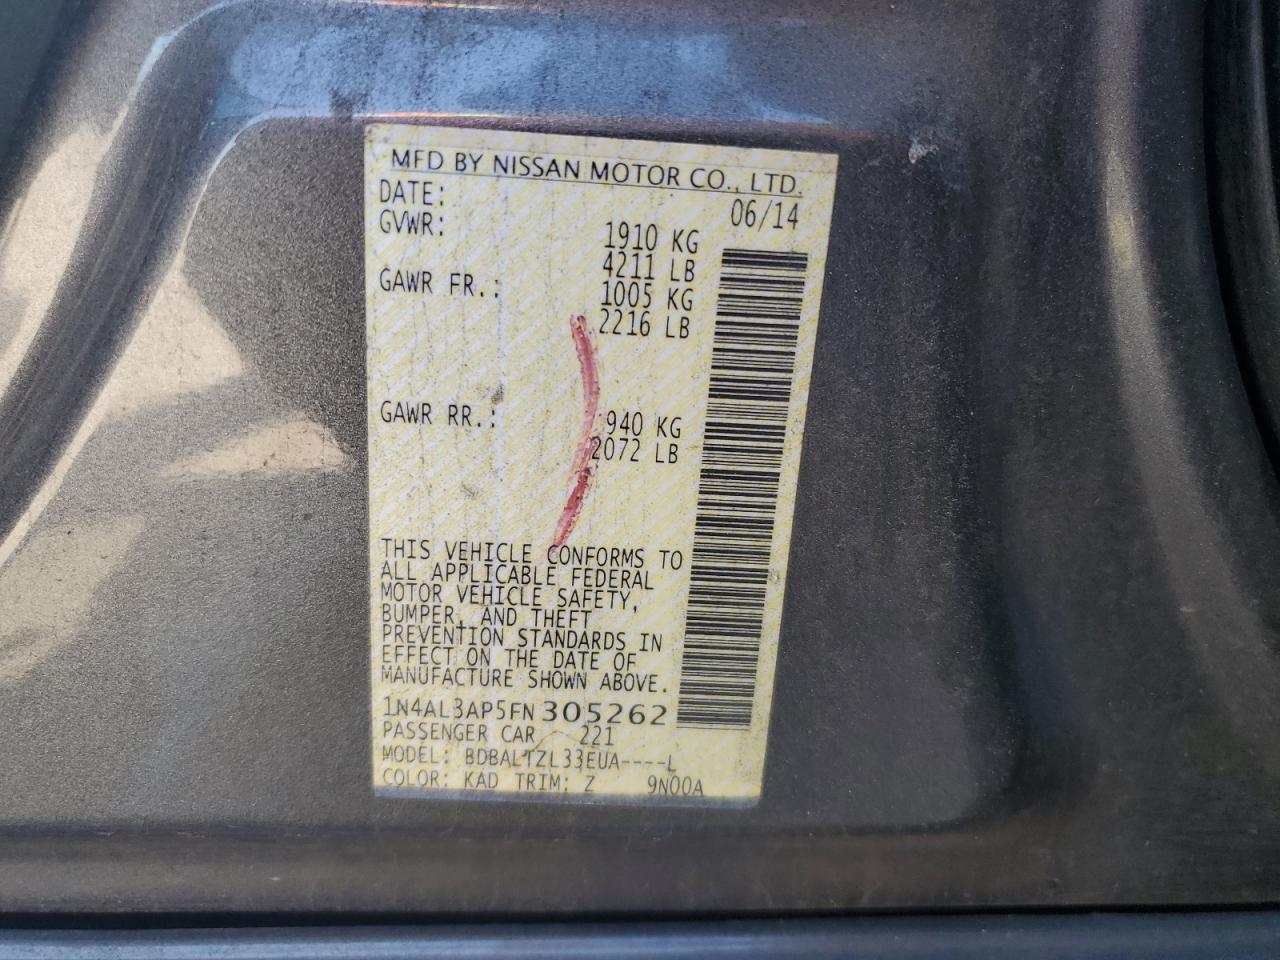 MFD BY NISSAN MOTOR CO., LTD.
DATE: 06/14
GVWR: 1910 KG
4211 LB
GAWR FR.: 1005 KG
2216 LB
GAWR RR.: 940 KG
2072 LB
THIS VEHICLE CONFORMS TO
ALL APPLICABLE FEDERAL
MOTOR VEHICLE SAFETY,
BUMPER, AND THEFT
PREVENTION STANDARDS IN
EFFECT ON THE DATE OF
MANUFACTURE SHOWN ABOVE.
1N4AL3AP5FN305262
PASSENGER CAR 221
MODEL: BDBALTZL33EUA----L
COLOR: KAD TRIM: Z 9N00A